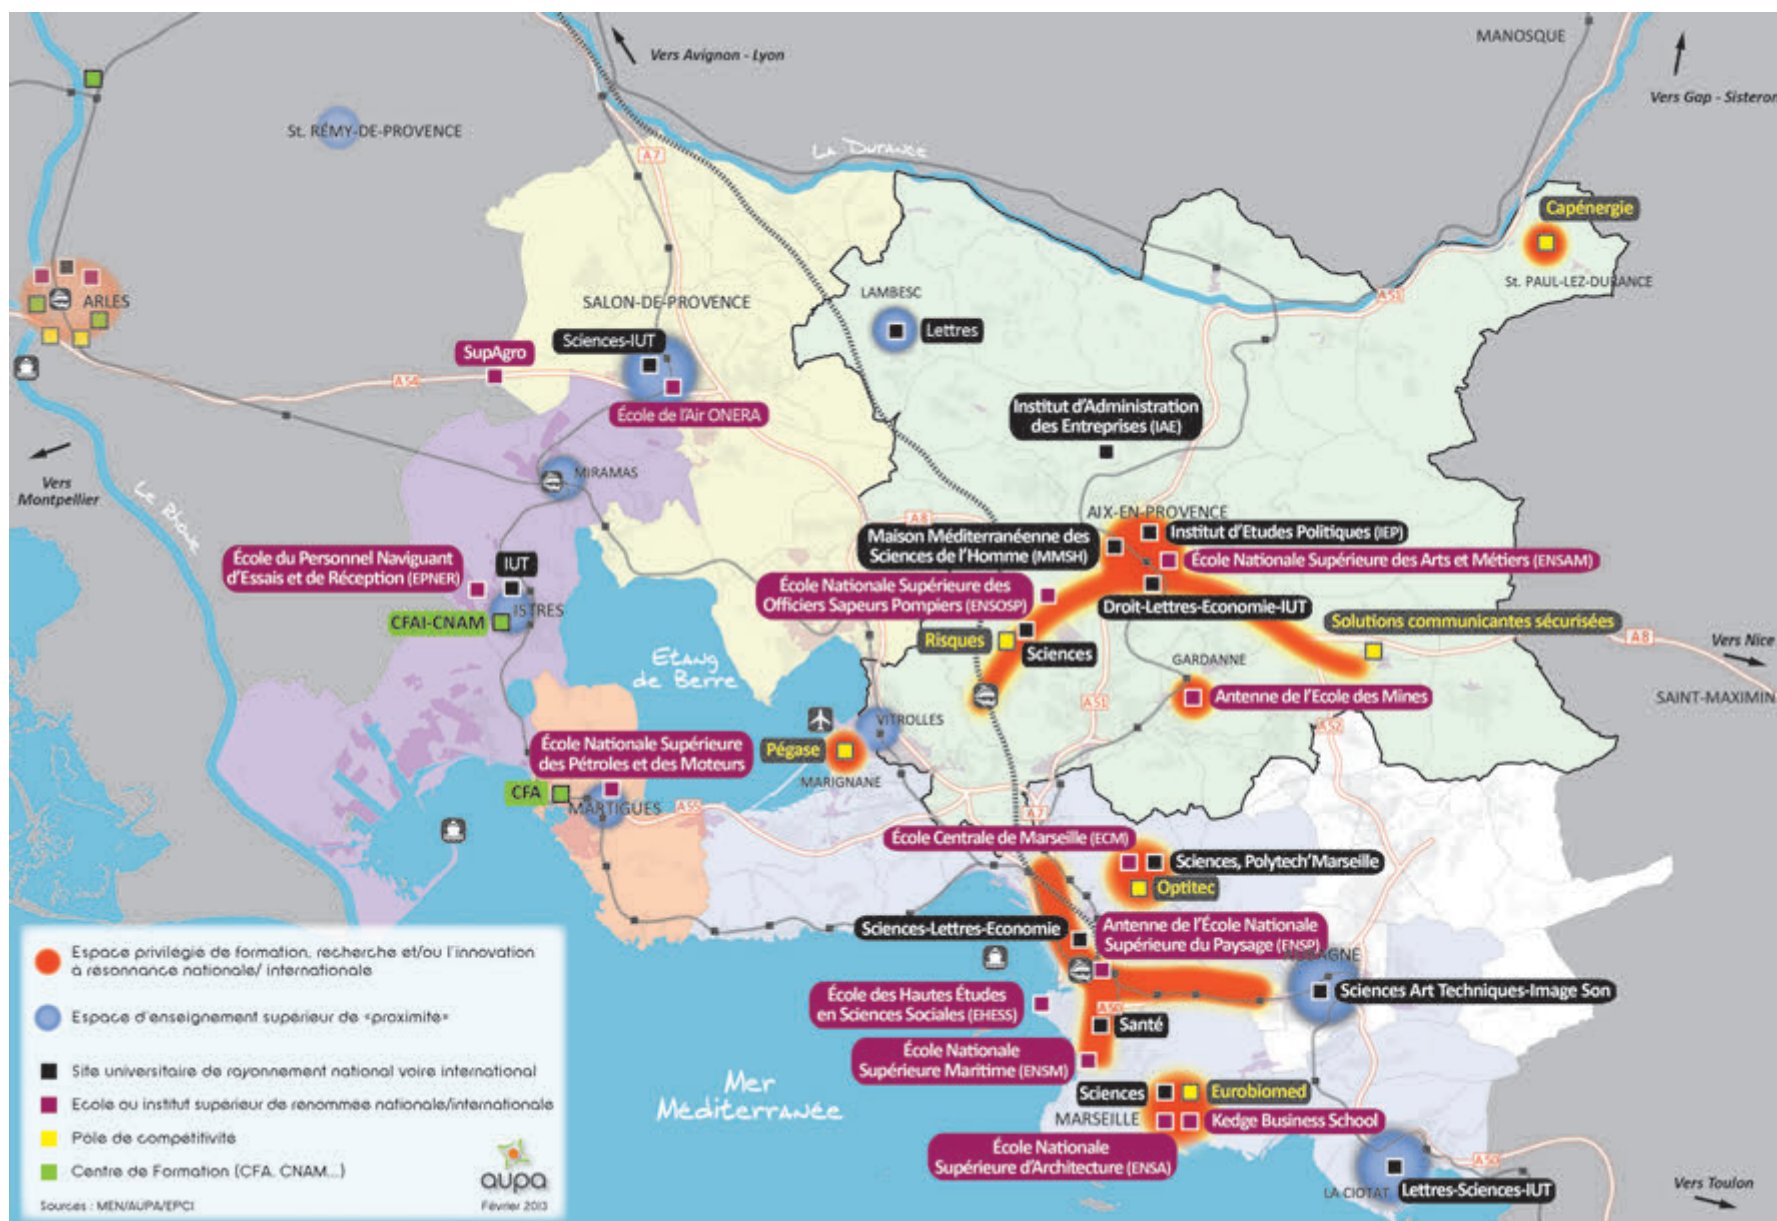 MANOSQUE
Vers Avignon - Lyon
Vers Gap - Sisteron
St. RÉMY-DE-PROVENCE
A7
La Durance
Capénergie
St. PAUL-LEZ-DURANCE
A51
ARLES
SALON-DE-PROVENCE
LAMBESC
Lettres
Sciences-IUT
SupAgro
A54
École de l'Air ONERA
Institut d'Administration
des Entreprises (IAE)
Vers
Montpellier
Le Rhône
MIRAMAS
A8
AIX-EN-PROVENCE
Maison Méditerranéenne des
Sciences de l'Homme (MMSH)
Institut d'Etudes Politiques (IEP)
École Nationale Supérieure des Arts et Métiers (ENSAM)
École du Personnel Naviguant
d'Essais et de Réception (EPNER)
IUT
ISTRES
CFAI-CNAM
École Nationale Supérieure des
Officiers Sapeurs Pompiers (ENSOSP)
Droit-Lettres-Economie-IUT
Risques
Sciences
Solutions communicantes sécurisées
A8
Vers Nice
Etang
de Berre
GARDANNE
Antenne de l'Ecole des Mines
SAINT-MAXIMIN
A51
A52
VITROLLES
Pégase
MARIGNANE
École Nationale Supérieure
des Pétroles et des Moteurs
CFA
MARTIGUES
A55
A7
École Centrale de Marseille (ECM)
Sciences, Polytech'Marseille
Optitec
Sciences-Lettres-Economie
Antenne de l'École Nationale
Supérieure du Paysage (ENSP)
Sciences Art Techniques-Image Son
École des Hautes Études
en Sciences Sociales (EHESS)
A50
Santé
École Nationale
Supérieure Maritime (ENSM)
Mer
Méditerranée
Sciences
Eurobiomed
MARSEILLE
Kedge Business School
École Nationale
Supérieure d'Architecture (ENSA)
A50
LA CIOTAT
Lettres-Sciences-IUT
Vers Toulon
Espace privilégié de formation, recherche et/ou l'innovation
à résonnance nationale/ internationale
Espace d'enseignement supérieur de «proximité»
Site universitaire de rayonnement national voire international
Ecole ou institut supérieur de renommée nationale/internationale
Pôle de compétitivité
Centre de Formation (CFA, CNAM...)
aupa
Sources : MEN/AUPA/EPCI
Février 2013